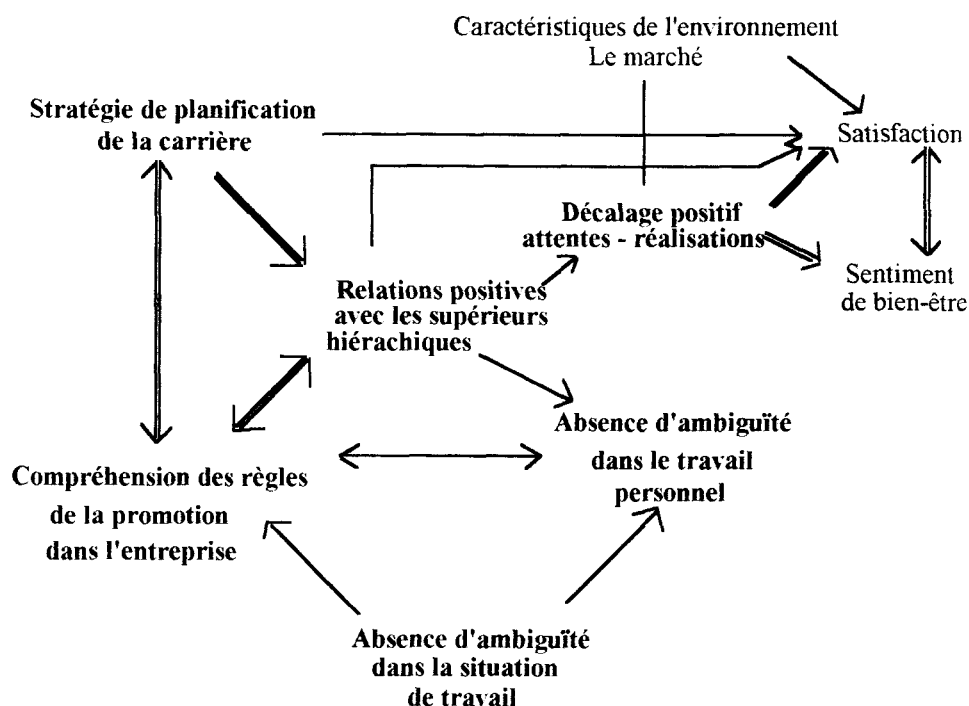 Caractéristiques de l'environnement
Le marché
Stratégie de planification
de la carrière
Satisfaction
Décalage positif
attentes - réalisations
Sentiment
de bien-être
Relations positives
avec les supérieurs
hiérachiques
Absence d'ambiguïté
dans le travail
personnel
Compréhension des règles
de la promotion
dans l'entreprise
Absence d'ambiguïté
dans la situation
de travail